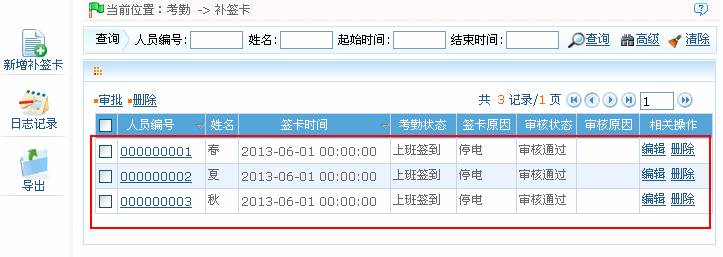 当前位置：考勤 -> 补签卡
查询 人员编号: 姓名: 起始时间: 结束时间: 查询 高级 清除
新增补签卡
日志记录
导出
审批 删除 共 3 记录/1 页 1
人员编号 姓名 签卡时间 考勤状态 签卡原因 审核状态 审核原因 相关操作
000000001 春 2013-06-01 00:00:00 上班签到 停电 审核通过 编辑 删除
000000002 夏 2013-06-01 00:00:00 上班签到 停电 审核通过 编辑 删除
000000003 秋 2013-06-01 00:00:00 上班签到 停电 审核通过 编辑 删除